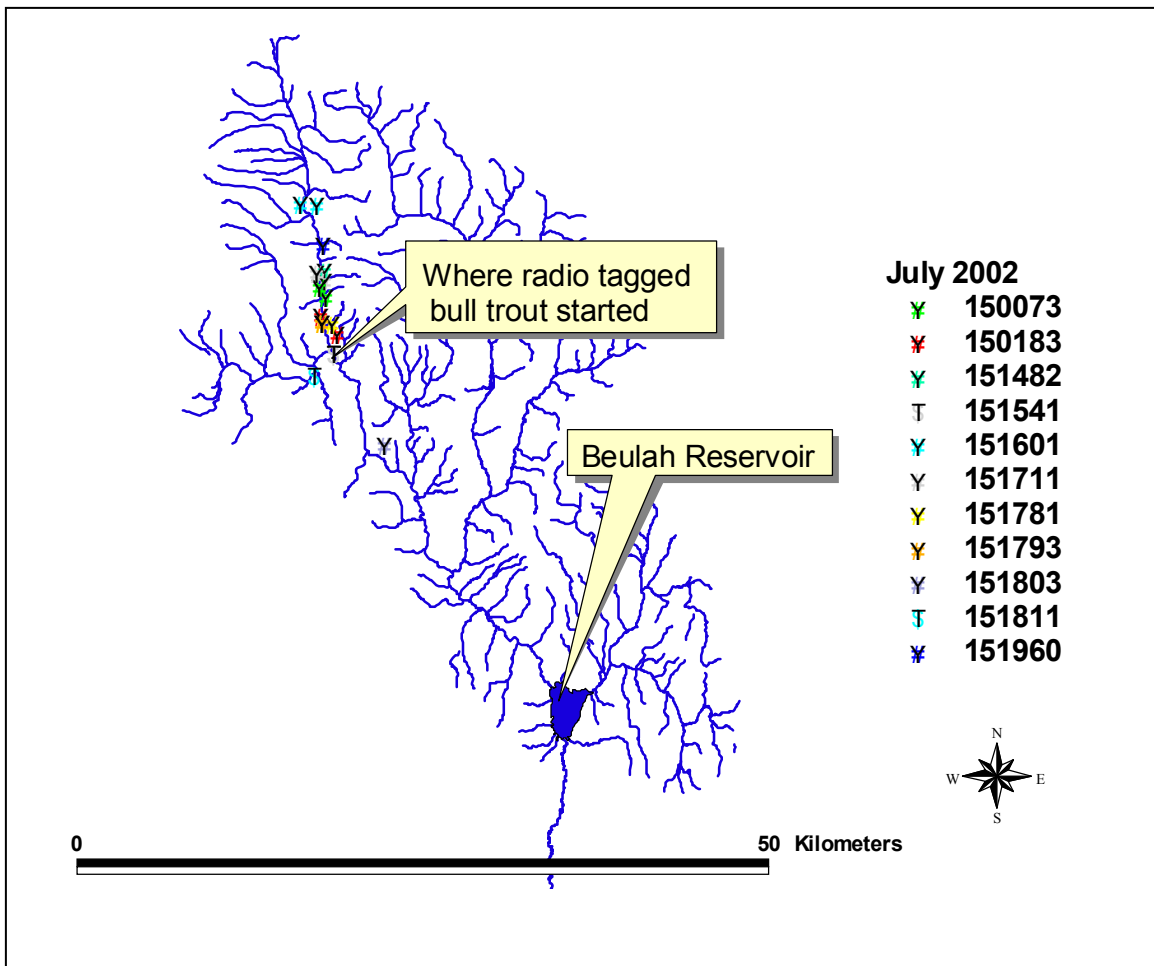 Where radio tagged
bull trout started
Beulah Reservoir
July 2002
Y 150073
Y 150183
Y 151482
T 151541
Y 151601
Y 151711
Y 151781
Y 151793
Y 151803
T 151811
Y 151960
Y Y
Y
Y Y
Y
Y
Y Y
Y
T
T
Y
N
W E
S
0 50 Kilometers